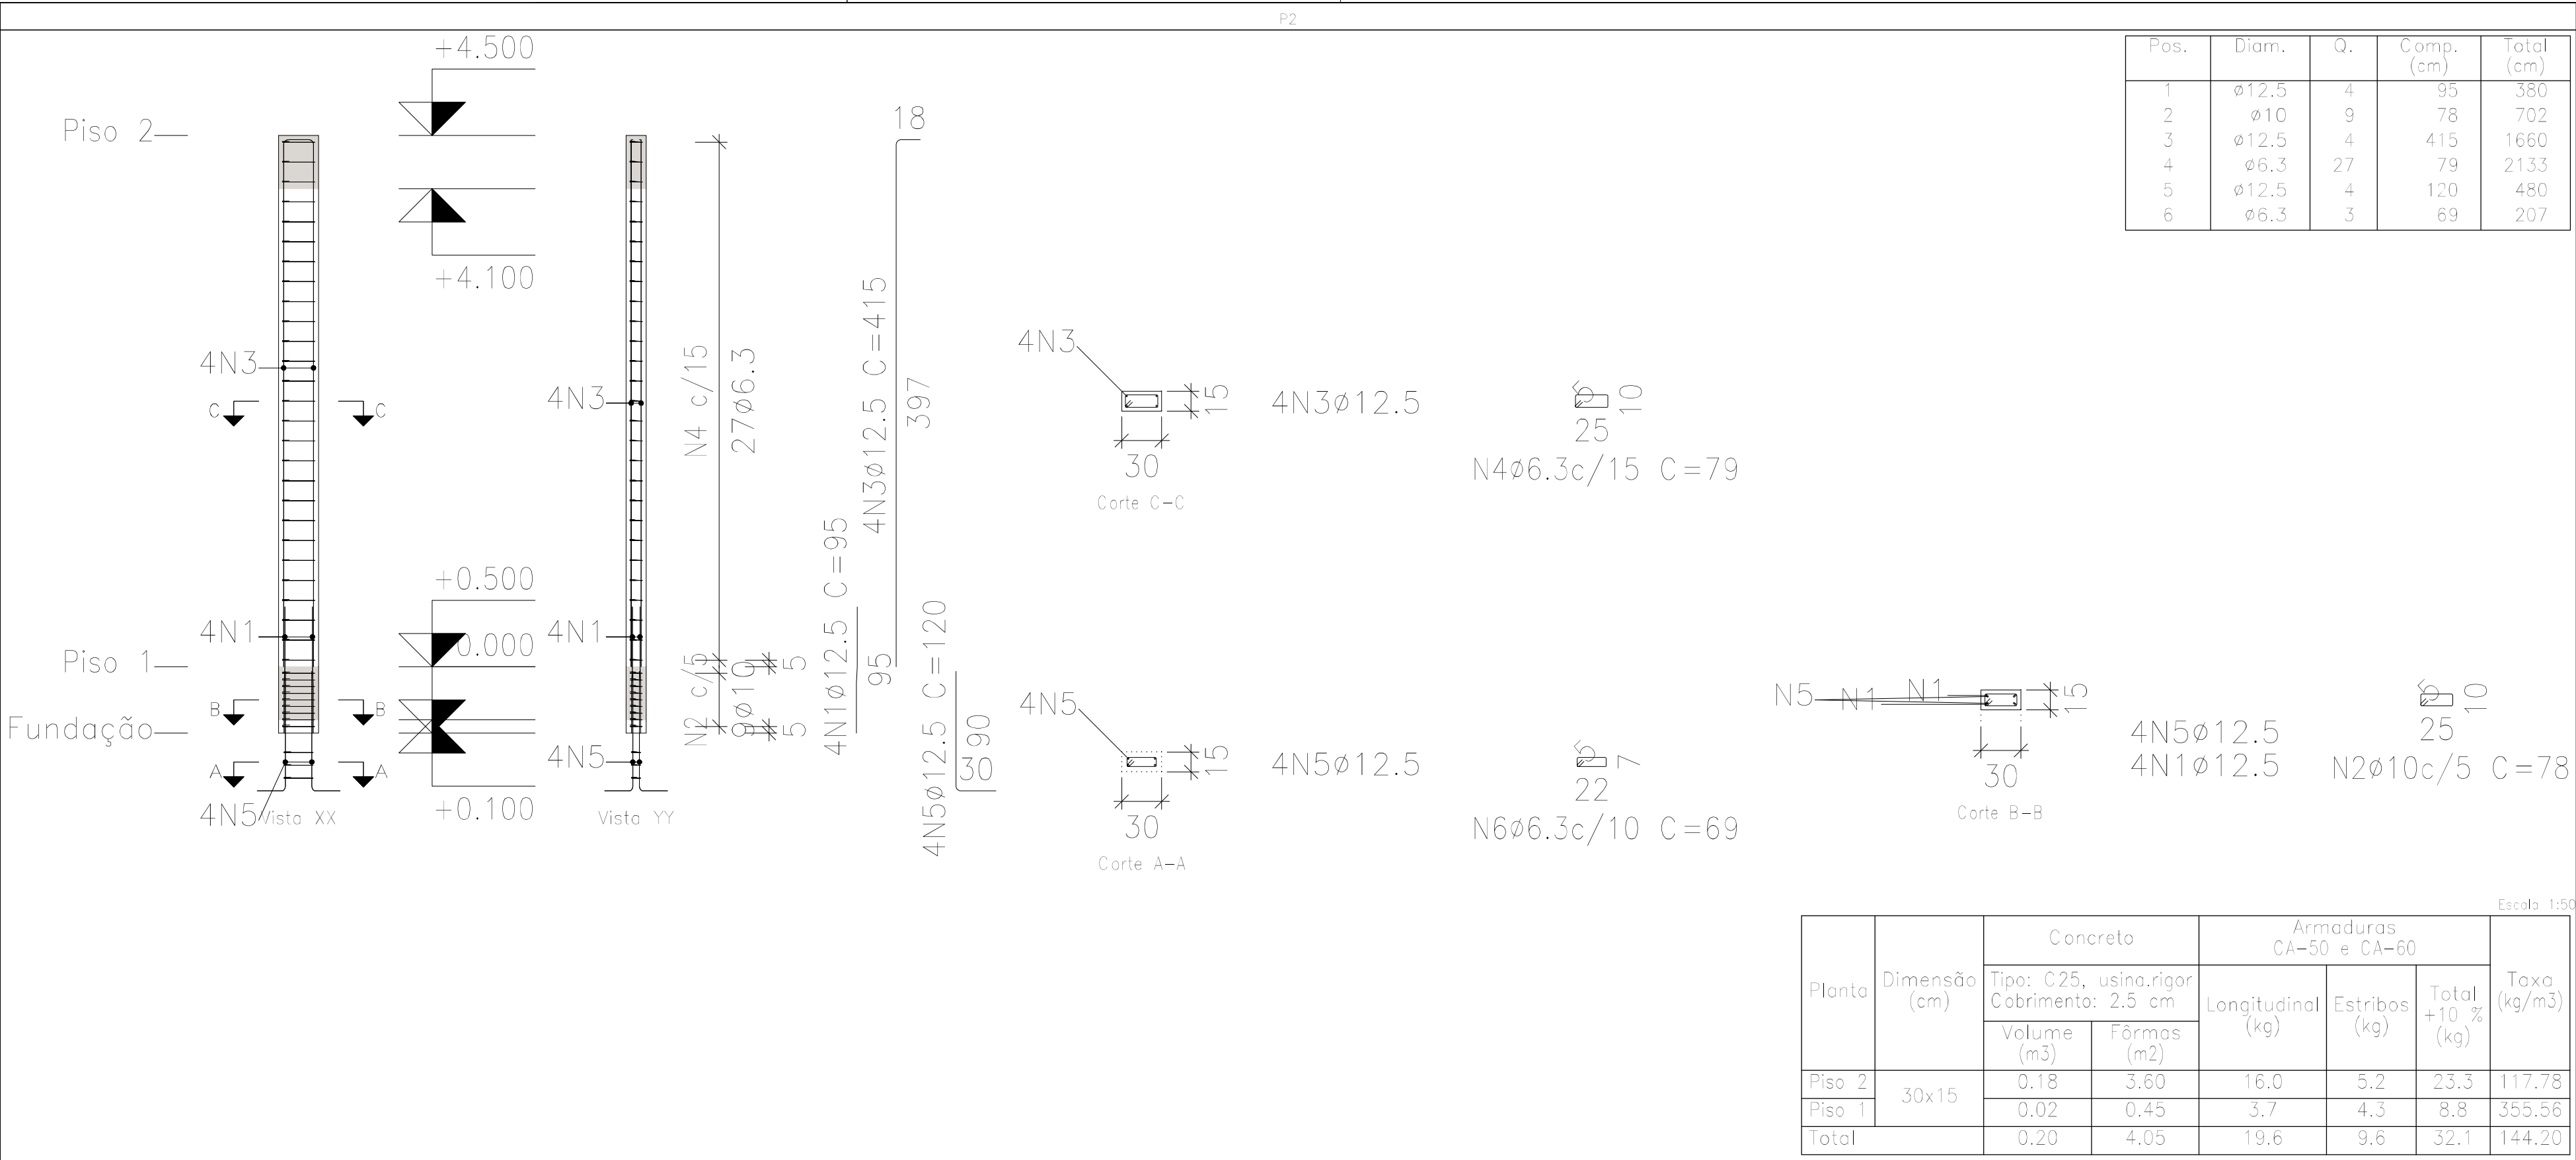 P2
Pos. Diam. Q. Comp. (cm) Total (cm)
1 ø12.5 4 95 380
2 ø10 9 78 702
3 ø12.5 4 415 1660
4 ø6.3 27 79 2133
5 ø12.5 4 120 480
6 ø6.3 3 69 207
+4.500
Piso 2
+4.100
4N3
C
C
+0.500
4N1
0.000
Piso 1
B
B
Fundação
A
A
4N5
Vista XX
+0.100
4N3
4N1
4N5
Vista YY
N4 c/15
27ø6.3
N2 c/5
9ø10
5
5
4N1ø12.5 C=95
95
4N3ø12.5 C=415
397
18
4N5ø12.5 C=120
90
30
4N3
15
30
Corte C-C
4N3ø12.5
5
10
25
N4ø6.3c/15 C=79
4N5
15
30
Corte A-A
4N5ø12.5
5
7
22
N6ø6.3c/10 C=69
N5
N1
N1
15
30
Corte B-B
4N5ø12.5
4N1ø12.5
5
10
25
N2ø10c/5 C=78
Escala 1:50
Planta
Dimensão
(cm)
Concreto
Tipo: C25, usina.rigor
Cobrimento: 2.5 cm
Volume
(m3)
Fôrmas
(m2)
Armaduras
CA-50 e CA-60
Longitudinal
(kg)
Estribos
(kg)
Total
+10 %
(kg)
Taxa
(kg/m3)
Piso 2 30x15 0.18 3.60 16.0 5.2 23.3 117.78
Piso 1 0.02 0.45 3.7 4.3 8.8 355.56
Total 0.20 4.05 19.6 9.6 32.1 144.20